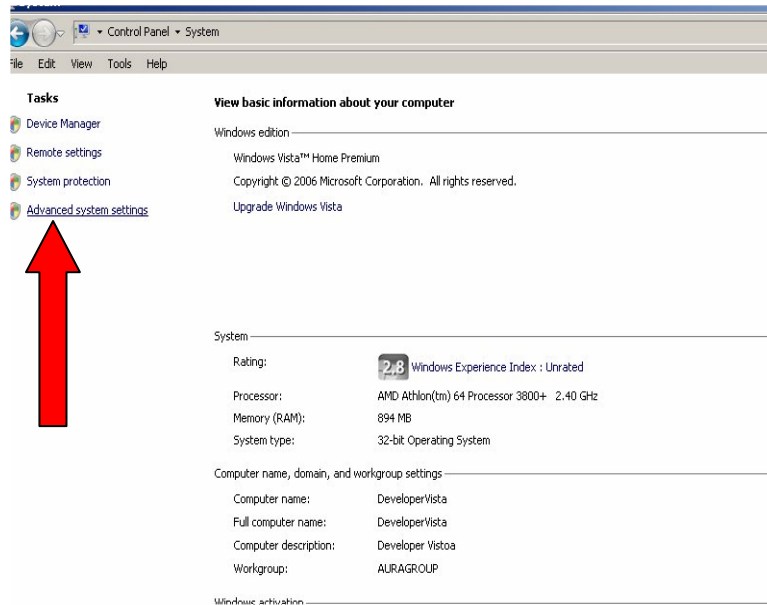 System
Control Panel ▾ System
File Edit View Tools Help
Tasks
Device Manager
Remote settings
System protection
Advanced system settings
View basic information about your computer
Windows edition
Windows Vista™ Home Premium
Copyright © 2006 Microsoft Corporation. All rights reserved.
Upgrade Windows Vista
System
Rating: 2.8 Windows Experience Index : Unrated
Processor: AMD Athlon(tm) 64 Processor 3800+ 2.40 GHz
Memory (RAM): 894 MB
System type: 32-bit Operating System
Computer name, domain, and workgroup settings
Computer name: DeveloperVista
Full computer name: DeveloperVista
Computer description: Developer Vistoa
Workgroup: AURAGROUP
Windows activation